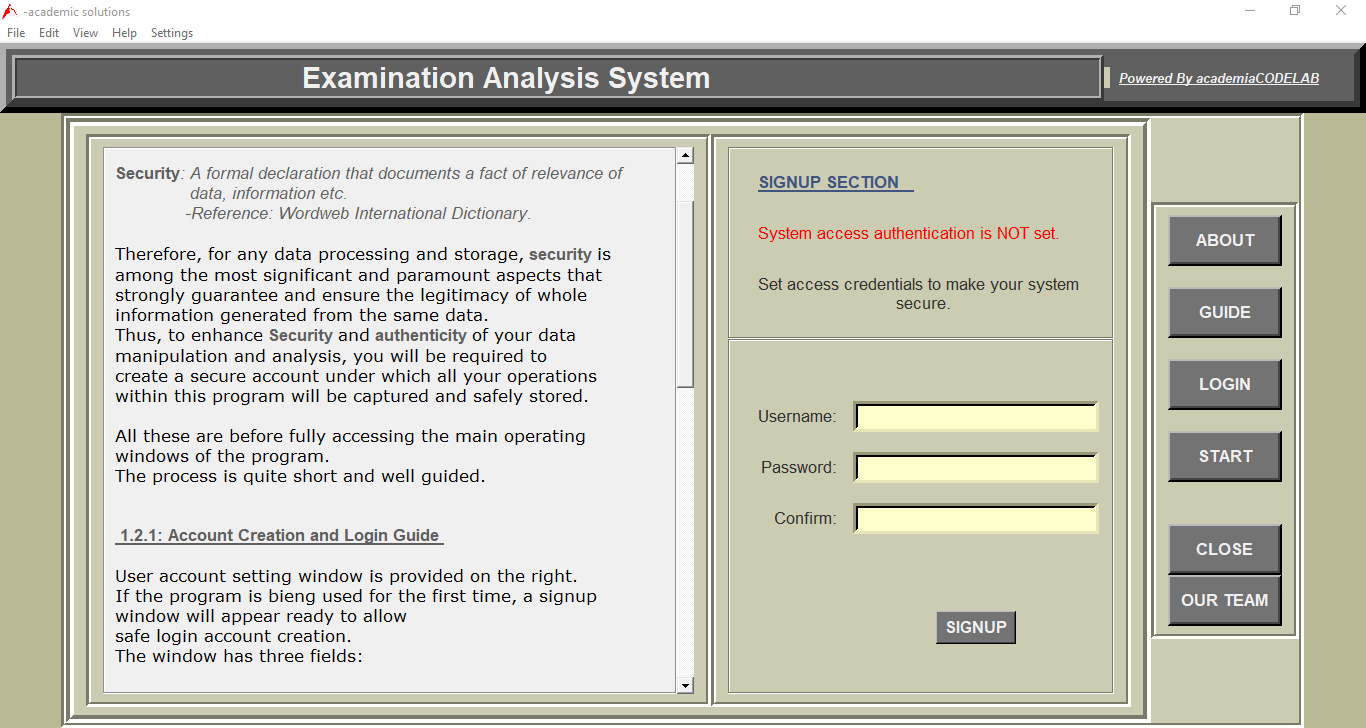 -academic solutions
File Edit View Help Settings
Examination Analysis System
Powered By academiaCODELAB
Security: A formal declaration that documents a fact of relevance of
data, information etc.
-Reference: Wordweb International Dictionary.
Therefore, for any data processing and storage, security is
among the most significant and paramount aspects that
strongly guarantee and ensure the legitimacy of whole
information generated from the same data.
Thus, to enhance Security and authenticity of your data
manipulation and analysis, you will be required to
create a secure account under which all your operations
within this program will be captured and safely stored.
All these are before fully accessing the main operating
windows of the program.
The process is quite short and well guided.
1.2.1: Account Creation and Login Guide
User account setting window is provided on the right.
If the program is bieng used for the first time, a signup
window will appear ready to allow
safe login account creation.
The window has three fields:
SIGNUP SECTION
System access authentication is NOT set.
Set access credentials to make your system
secure.
Username:
Password:
Confirm:
SIGNUP
ABOUT
GUIDE
LOGIN
START
CLOSE
OUR TEAM